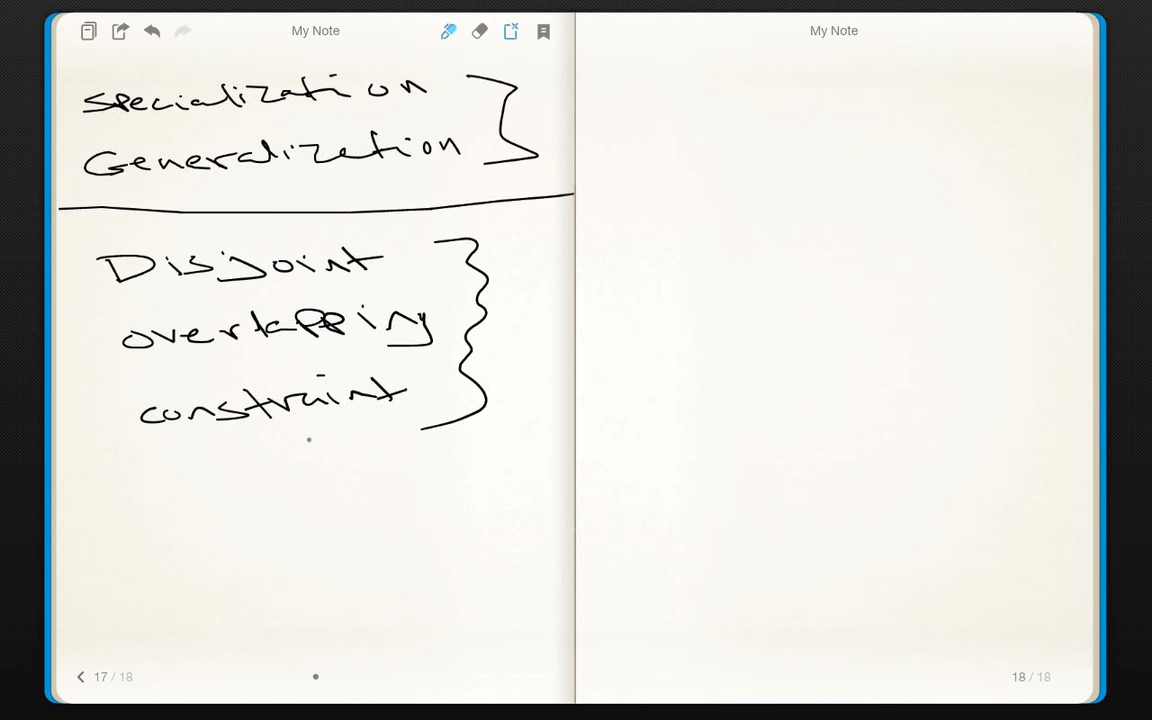 My Note
My Note
Specialization
Generalization
Disjoint
overlapping
constraint
17 / 18
18 / 18